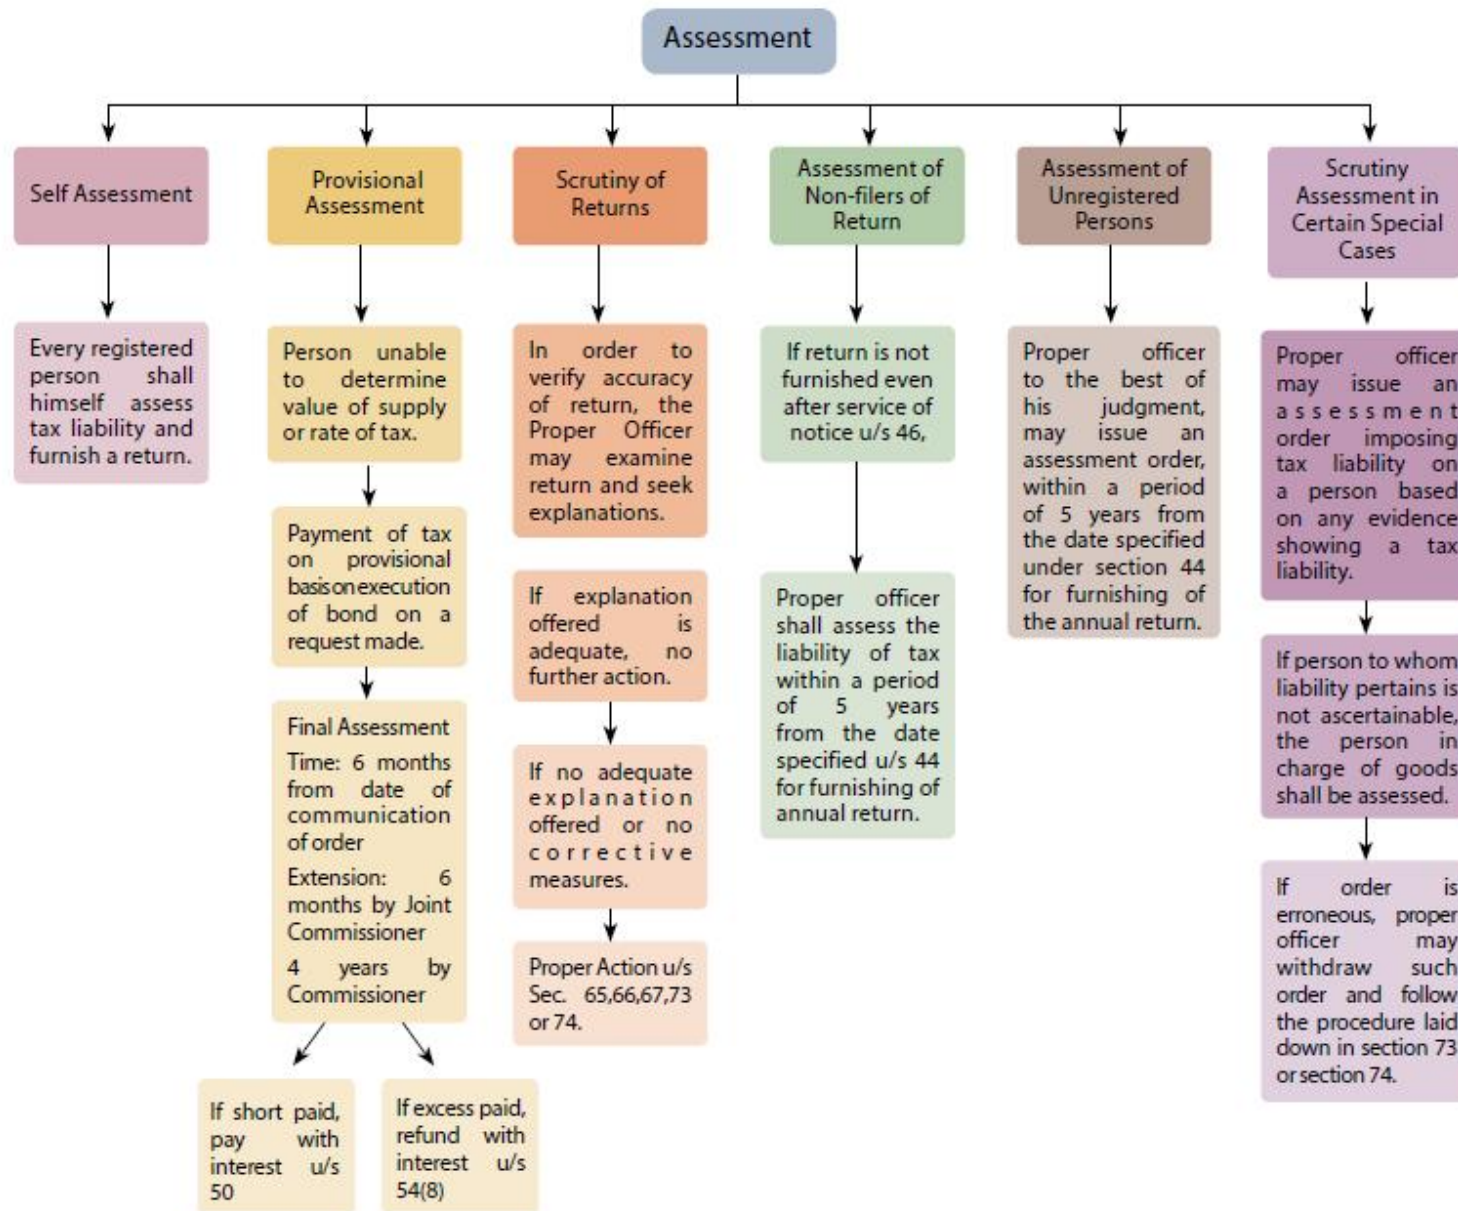 Assessment
Self Assessment
Every registered
person shall
himself assess
tax liability and
furnish a return.
Provisional
Assessment
Person unable
to determine
value of supply
or rate of tax.
Payment of tax
on provisional
basisonexecution
of bond on a
request made.
Final Assessment
Time: 6 months
from date of
communication
of order
Extension: 6
months by Joint
Commissioner
4 years by
Commissioner
If short paid,
pay with
interest u/s
50
If excess paid,
refund with
interest u/s
54(8)
Scrutiny of
Returns
In order to
verify accuracy
of return, the
Proper Officer
may examine
return and seek
explanations.
If explanation
offered is
adequate, no
further action.
If no adequate
explanation
offered or no
corrective
measures.
Proper Action u/s
Sec. 65,66,67,73
or 74.
Assessment of
Non-filers of
Return
If return is not
furnished even
after service of
notice u/s 46,
Proper officer
shall assess the
liability of tax
within a period
of 5 years
from the date
specified u/s 44
for furnishing of
annual return.
Assessment of
Unregistered
Persons
Proper officer
to the best of
his judgment,
may issue an
assessment order,
within a period
of 5 years from
the date specified
under section 44
for furnishing of
the annual return.
Scrutiny
Assessment in
Certain Special
Cases
Proper officer
may issue an
assessment
order imposing
tax liability on
a person based
on any evidence
showing a tax
liability.
If person to whom
liability pertains is
not ascertainable,
the person in
charge of goods
shall be assessed.
If order is
erroneous, proper
officer may
withdraw such
order and follow
the procedure laid
down in section 73
or section 74.